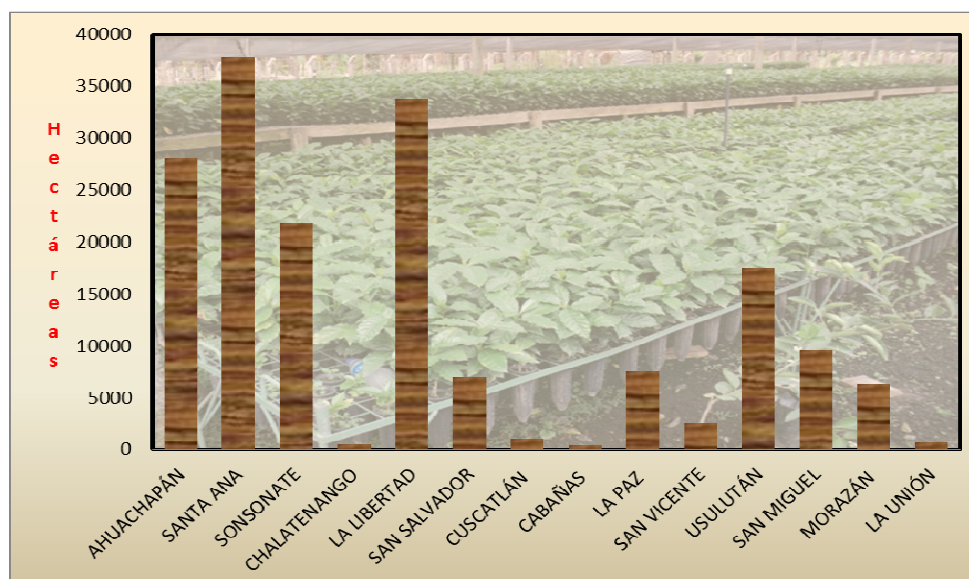 Hectáreas
40000
35000
30000
25000
20000
15000
10000
5000
0
AHUACHAPÁN
SANTA ANA
SONSONATE
CHALATENANGO
LA LIBERTAD
SAN SALVADOR
CUSCATLÁN
CABAÑAS
LA PAZ
SAN VICENTE
USULUTÁN
SAN MIGUEL
MORAZÁN
LA UNIÓN